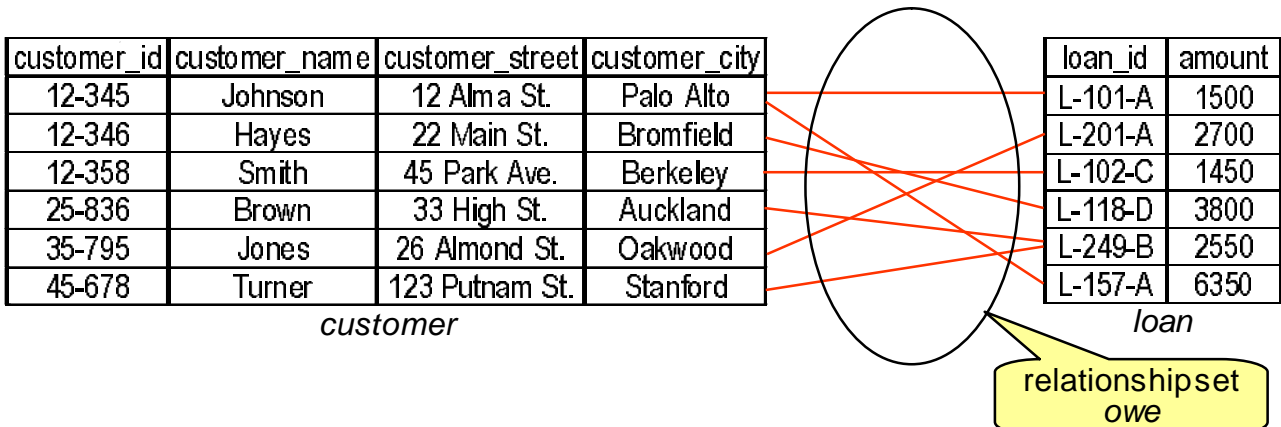 customer_id customer_name customer_street customer_city loan_id amount
12-345 Johnson 12 Alma St. Palo Alto L-101-A 1500
12-346 Hayes 22 Main St. Bromfield L-201-A 2700
12-358 Smith 45 Park Ave. Berkeley L-102-C 1450
25-836 Brown 33 High St. Auckland L-118-D 3800
35-795 Jones 26 Almond St. Oakwood L-249-B 2550
45-678 Turner 123 Putnam St. Stanford L-157-A 6350
customer loan
relationship set
owe